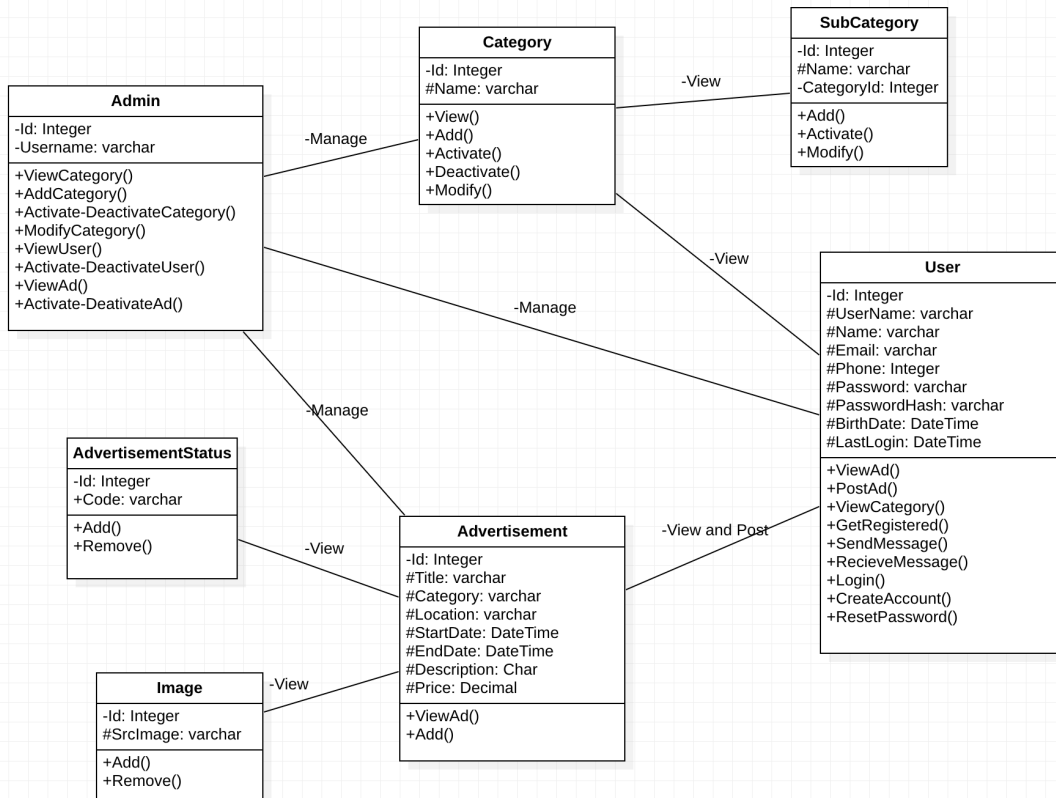 SubCategory
-Id: Integer
#Name: varchar
-CategoryId: Integer
+Add()
+Activate()
+Modify()
Category
-Id: Integer
#Name: varchar
+View()
+Add()
+Activate()
+Deactivate()
+Modify()
-View
Admin
-Id: Integer
-Username: varchar
+ViewCategory()
+AddCategory()
+Activate-DeactivateCategory()
+ModifyCategory()
+ViewUser()
+Activate-DeactivateUser()
+ViewAd()
+Activate-DeativateAd()
-Manage
-View
-Manage
User
-Id: Integer
#UserName: varchar
#Name: varchar
#Email: varchar
#Phone: Integer
#Password: varchar
#PasswordHash: varchar
#BirthDate: DateTime
#LastLogin: DateTime
+ViewAd()
+PostAd()
+ViewCategory()
+GetRegistered()
+SendMessage()
+RecieveMessage()
+Login()
+CreateAccount()
+ResetPassword()
-Manage
AdvertisementStatus
-Id: Integer
+Code: varchar
+Add()
+Remove()
-View
Advertisement
-Id: Integer
#Title: varchar
#Category: varchar
#Location: varchar
#StartDate: DateTime
#EndDate: DateTime
#Description: Char
#Price: Decimal
+ViewAd()
+Add()
-View and Post
Image
-Id: Integer
#SrcImage: varchar
+Add()
+Remove()
-View